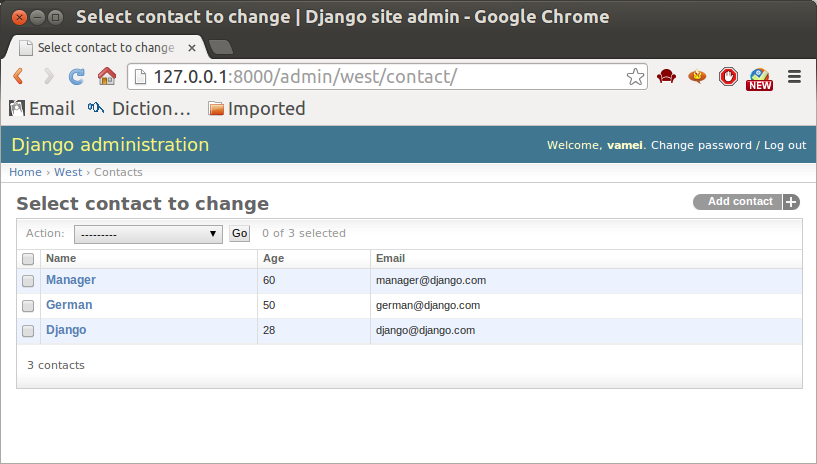 Select contact to change | Django site admin - Google Chrome
Select contact to change
127.0.0.1:8000/admin/west/contact/
NEW
Email Diction... Imported
Django administration
Welcome, vamei. Change password / Log out
Home › West › Contacts
Select contact to change
Add contact +
Action: --------- Go 0 of 3 selected
Name Age Email
Manager 60 manager@django.com
German 50 german@django.com
Django 28 django@django.com
3 contacts